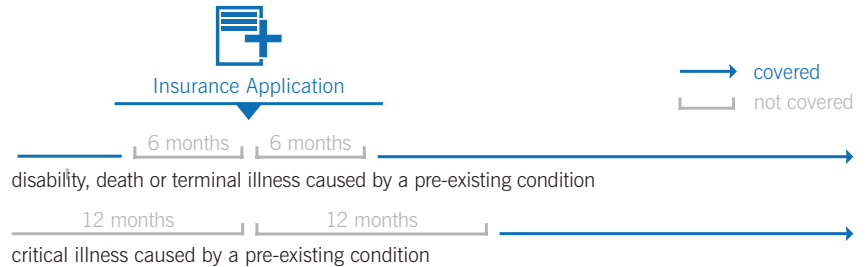 Insurance Application
covered
not covered
6 months 6 months
disability, death or terminal illness caused by a pre-existing condition
12 months 12 months
critical illness caused by a pre-existing condition